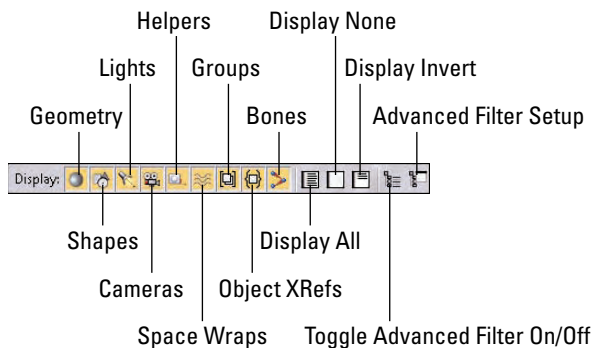 Helpers Display None
Lights Groups Display Invert
Geometry Bones Advanced Filter Setup
Display:
Shapes Display All
Cameras Object XRefs
Space Wraps Toggle Advanced Filter On/Off